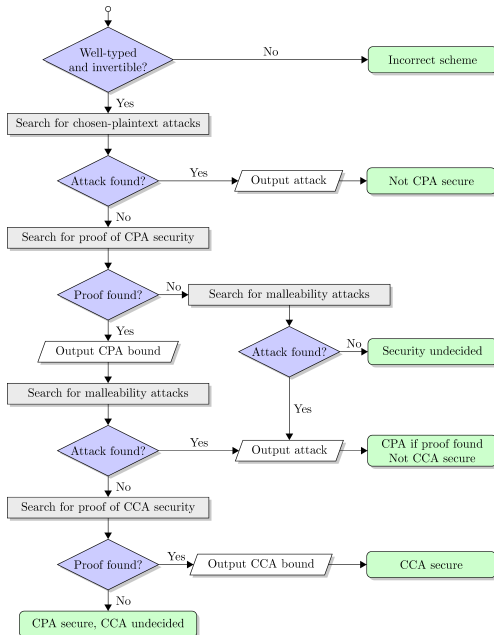 Well-typed
and invertible?
No
Incorrect scheme
Yes
Search for chosen-plaintext attacks
Attack found?
Yes
Output attack
Not CPA secure
No
Search for proof of CPA security
Proof found?
No
Search for malleability attacks
Yes
Output CPA bound
Attack found?
No
Security undecided
Search for malleability attacks
Yes
Attack found?
Yes
Output attack
CPA if proof found
Not CCA secure
No
Search for proof of CCA security
Proof found?
Yes
Output CCA bound
CCA secure
No
CPA secure, CCA undecided